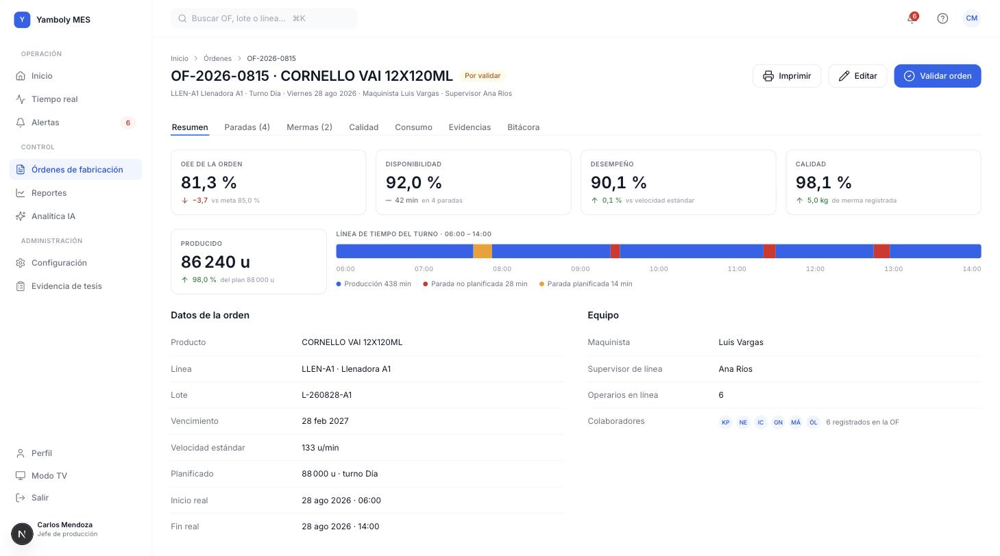 Y Yamboly MES
Buscar OF, lote o línea... ⌘K
6
CM
OPERACIÓN
Inicio
Tiempo real
Alertas 6
CONTROL
Órdenes de fabricación
Reportes
Analítica IA
ADMINISTRACIÓN
Configuración
Evidencia de tesis
Perfil
Modo TV
Salir
N
Carlos Mendoza
Jefe de producción
Inicio > Órdenes > OF-2026-0815
OF-2026-0815 · CORNELLO VAI 12X120ML Por validar
LLEN-A1 Llenadora A1 · Turno Día · Viernes 28 ago 2026 · Maquinista Luis Vargas · Supervisor Ana Ríos
Imprimir
Editar
Validar orden
Resumen Paradas (4) Mermas (2) Calidad Consumo Evidencias Bitácora
OEE DE LA ORDEN
81,3 %
↓ −3,7 vs meta 85,0 %
DISPONIBILIDAD
92,0 %
— 42 min en 4 paradas
DESEMPEÑO
90,1 %
↑ 0,1 % vs velocidad estándar
CALIDAD
98,1 %
↑ 5,0 kg de merma registrada
PRODUCIDO
86 240 u
↑ 98,0 % del plan 88 000 u
LÍNEA DE TIEMPO DEL TURNO · 06:00 – 14:00
06:00 07:00 08:00 09:00 10:00 11:00 12:00 13:00 14:00
Producción 438 min Parada no planificada 28 min Parada planificada 14 min
Datos de la orden
Producto CORNELLO VAI 12X120ML
Línea LLEN-A1 · Llenadora A1
Lote L-260828-A1
Vencimiento 28 feb 2027
Velocidad estándar 133 u/min
Planificado 88 000 u · turno Día
Inicio real 28 ago 2026 · 06:00
Fin real 28 ago 2026 · 14:00
Equipo
Maquinista Luis Vargas
Supervisor de línea Ana Ríos
Operarios en línea 6
Colaboradores KP NE IC GN MÁ ÓL 6 registrados en la OF